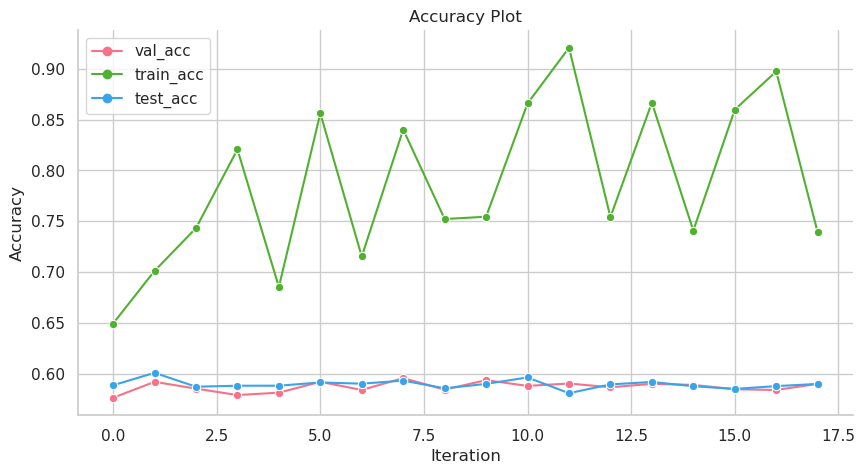 Accuracy Plot
val_acc
train_acc
test_acc
Accuracy
0.90
0.85
0.80
0.75
0.70
0.65
0.60
0.0 2.5 5.0 7.5 10.0 12.5 15.0 17.5
Iteration